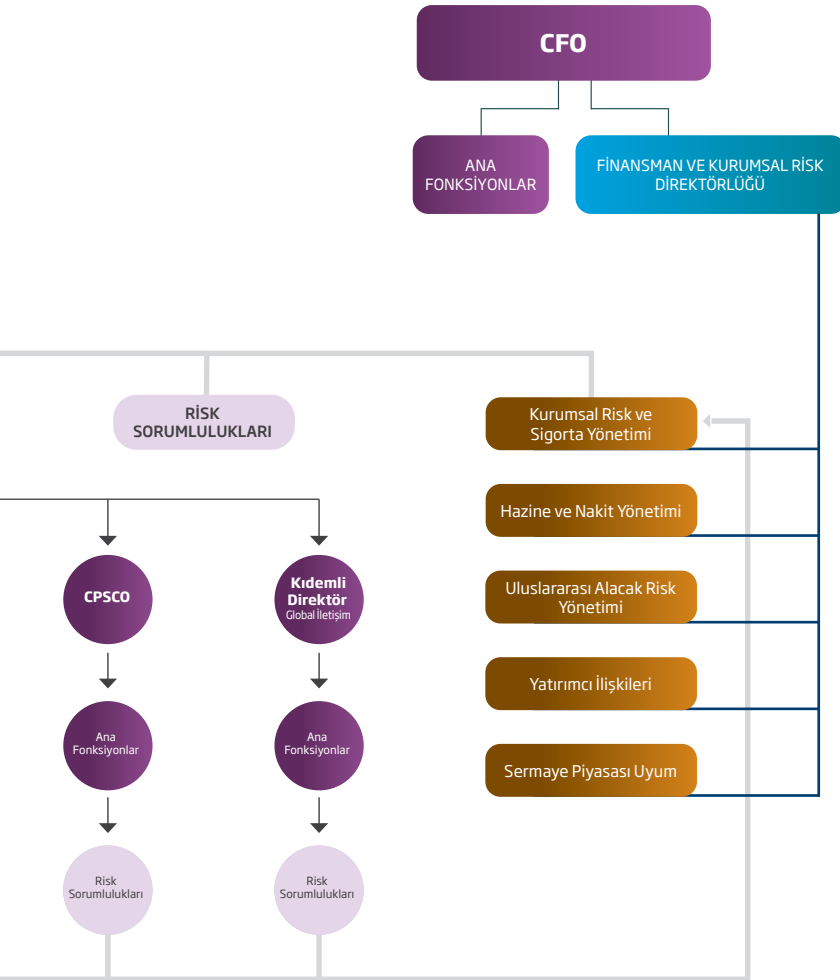 CFO
ANA
FONKSİYONLAR
FİNANSMAN VE KURUMSAL RİSK
DİREKTÖRLÜĞÜ
RİSK
SORUMLULUKLARI
Kurumsal Risk ve
Sigorta Yönetimi
Hazine ve Nakit Yönetimi
Uluslararası Alacak Risk
Yönetimi
Yatırımcı İlişkileri
Sermaye Piyasası Uyum
CPSCO
Kıdemli
Direktör
Global İletişim
Ana
Fonksiyonlar
Ana
Fonksiyonlar
Risk
Sorumlulukları
Risk
Sorumlulukları